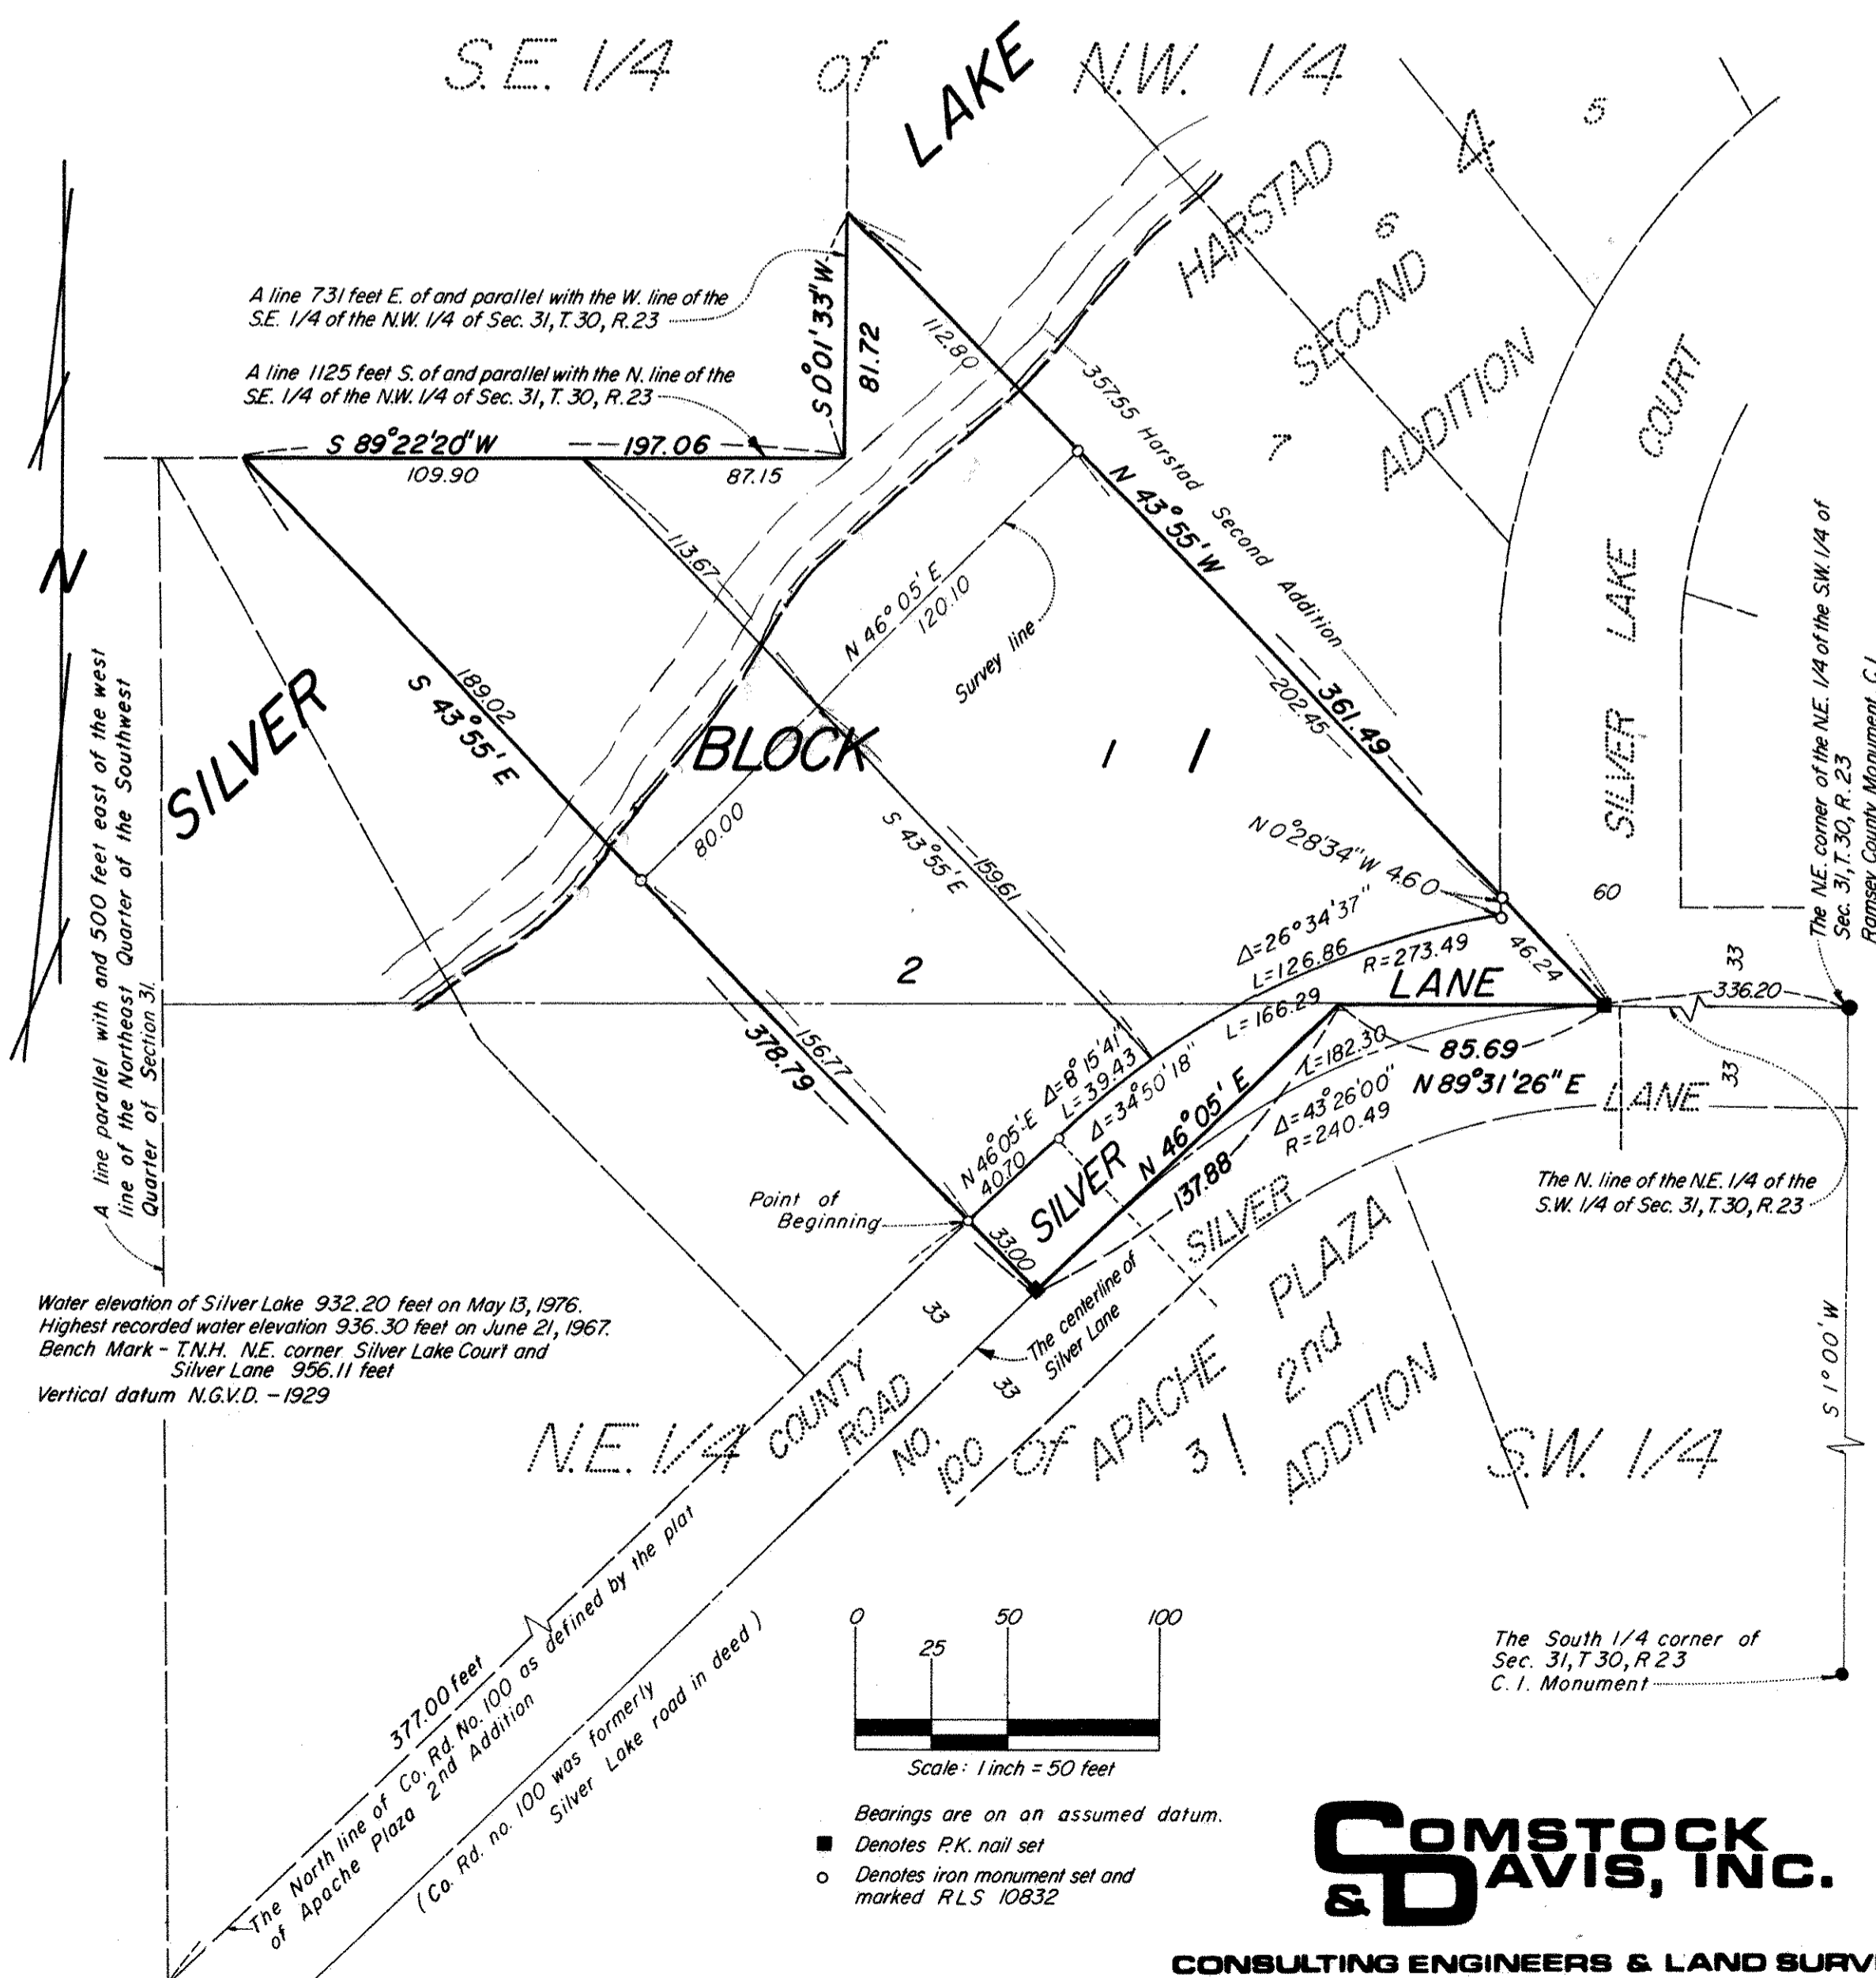 S.E. 1/4 of N.W. 1/4
LAKE
HARSTAD
SECOND
ADDITION
4
5
6
7
A line 731 feet E. of and parallel with the W. line of the
S.E. 1/4 of the N.W. 1/4 of Sec. 31, T. 30, R. 23
A line 1125 feet S. of and parallel with the N. line of the
S.E. 1/4 of the N.W. 1/4 of Sec. 31, T. 30, R. 23
S 0°01'33" W
81.72
S 89°22'20" W
197.06
109.90
87.15
112.80
357.55 Harstad Second Addition
N 43°55' W
361.49
202.45
113.67
N 46°05' E
120.10
Survey line
N
SILVER
189.02
S 43°55' E
BLOCK 1
1
80.00
S 43°55' E
159.61
2
378.79
156.77
SILVER LAKE COURT
60
The N.E. corner of the N.E. 1/4 of the S.W. 1/4 of
Sec. 31, T. 30, R. 23
Ramsey County Monument C.I.
A line parallel with and 500 feet east of the west
line of the Northeast Quarter of the Southwest
Quarter of Section 31.
N 0°28'34" W 4.60
Δ=26°34'37"
L=126.86
R=273.49
46.24
LANE
33
336.20
33
L=166.29
Δ=8°15'41"
L=39.43
Δ=34°50'18"
L=182.30
Δ=43°26'00"
R=240.49
85.69
N 89°31'26" E
LANE
N 46°05' E
40.70
SILVER
N 46°05' E
137.88
SILVER
Point of
Beginning
33.00
The N. line of the N.E. 1/4 of the
S.W. 1/4 of Sec. 31, T. 30, R. 23
The centerline of
Silver Lane
33
33
Water elevation of Silver Lake 932.20 feet on May 13, 1976.
Highest recorded water elevation 936.30 feet on June 21, 1967.
Bench Mark - T.N.H. N.E. corner Silver Lake Court and
Silver Lane 956.11 feet
Vertical datum N.G.V.D. - 1929
COUNTY
ROAD
NO.
100
APACHE PLAZA
2nd
ADDITION
3
1
N.E. 1/4 of S.W. 1/4
S 1°00' W
377.00 feet
The North line of Co. Rd. No. 100 as defined by the plat
of Apache Plaza 2nd Addition
(Co. Rd. no. 100 was formerly
Silver Lake road in deed)
0 50 100
25
Scale: 1 inch = 50 feet
The South 1/4 corner of
Sec. 31, T 30, R 23
C. I. Monument
Bearings are on an assumed datum.
Denotes P.K. nail set
Denotes iron monument set and
marked RLS 10832
COMSTOCK
& DAVIS, INC.
CONSULTING ENGINEERS & LAND SURV